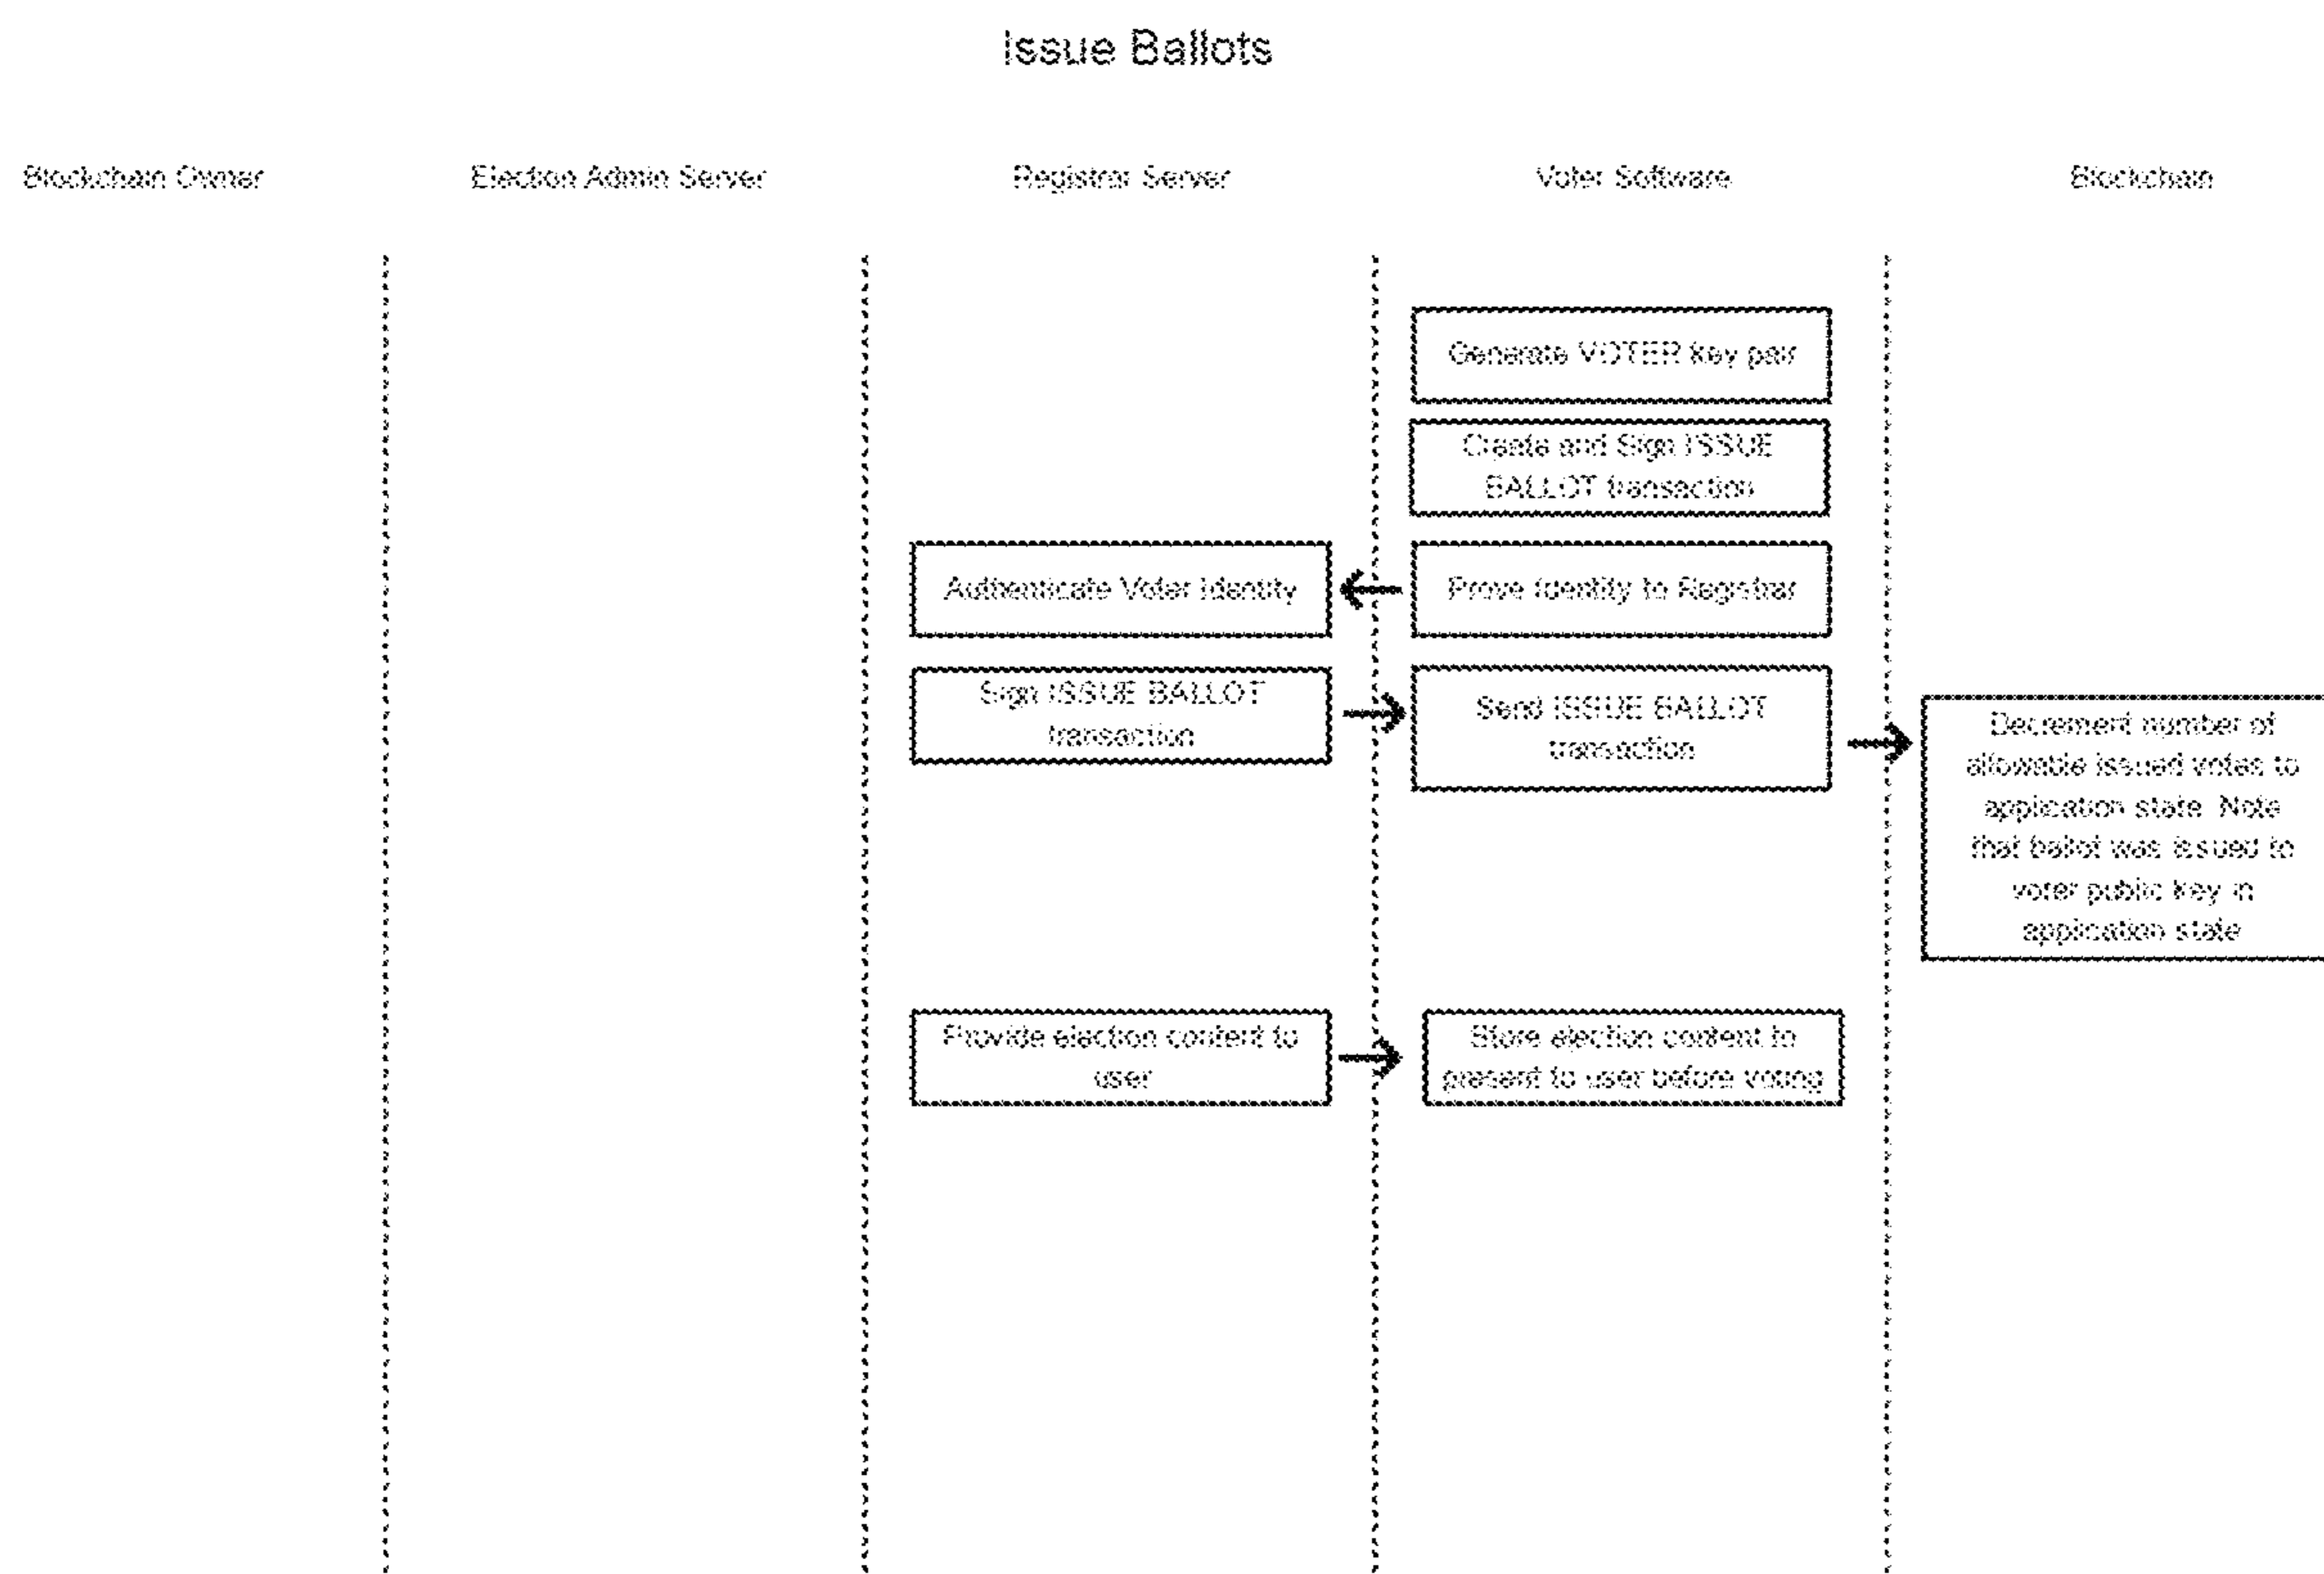 Issue Ballots
Blockchain Owner
Election Admin Server
Registrar Server
Voter Software
Blockchain
Generate VOTER key pair
Create and Sign ISSUE
BALLOT transaction
Authenticate Voter Identity
Prove Identity to Registrar
Sign ISSUE BALLOT
transaction
Send ISSUE BALLOT
transaction
Decrement number of
allowable issued votes to
application state. Note
that ballot was issued to
voter public key in
application state
Provide election content to
user
Store election content to
present to user before voting